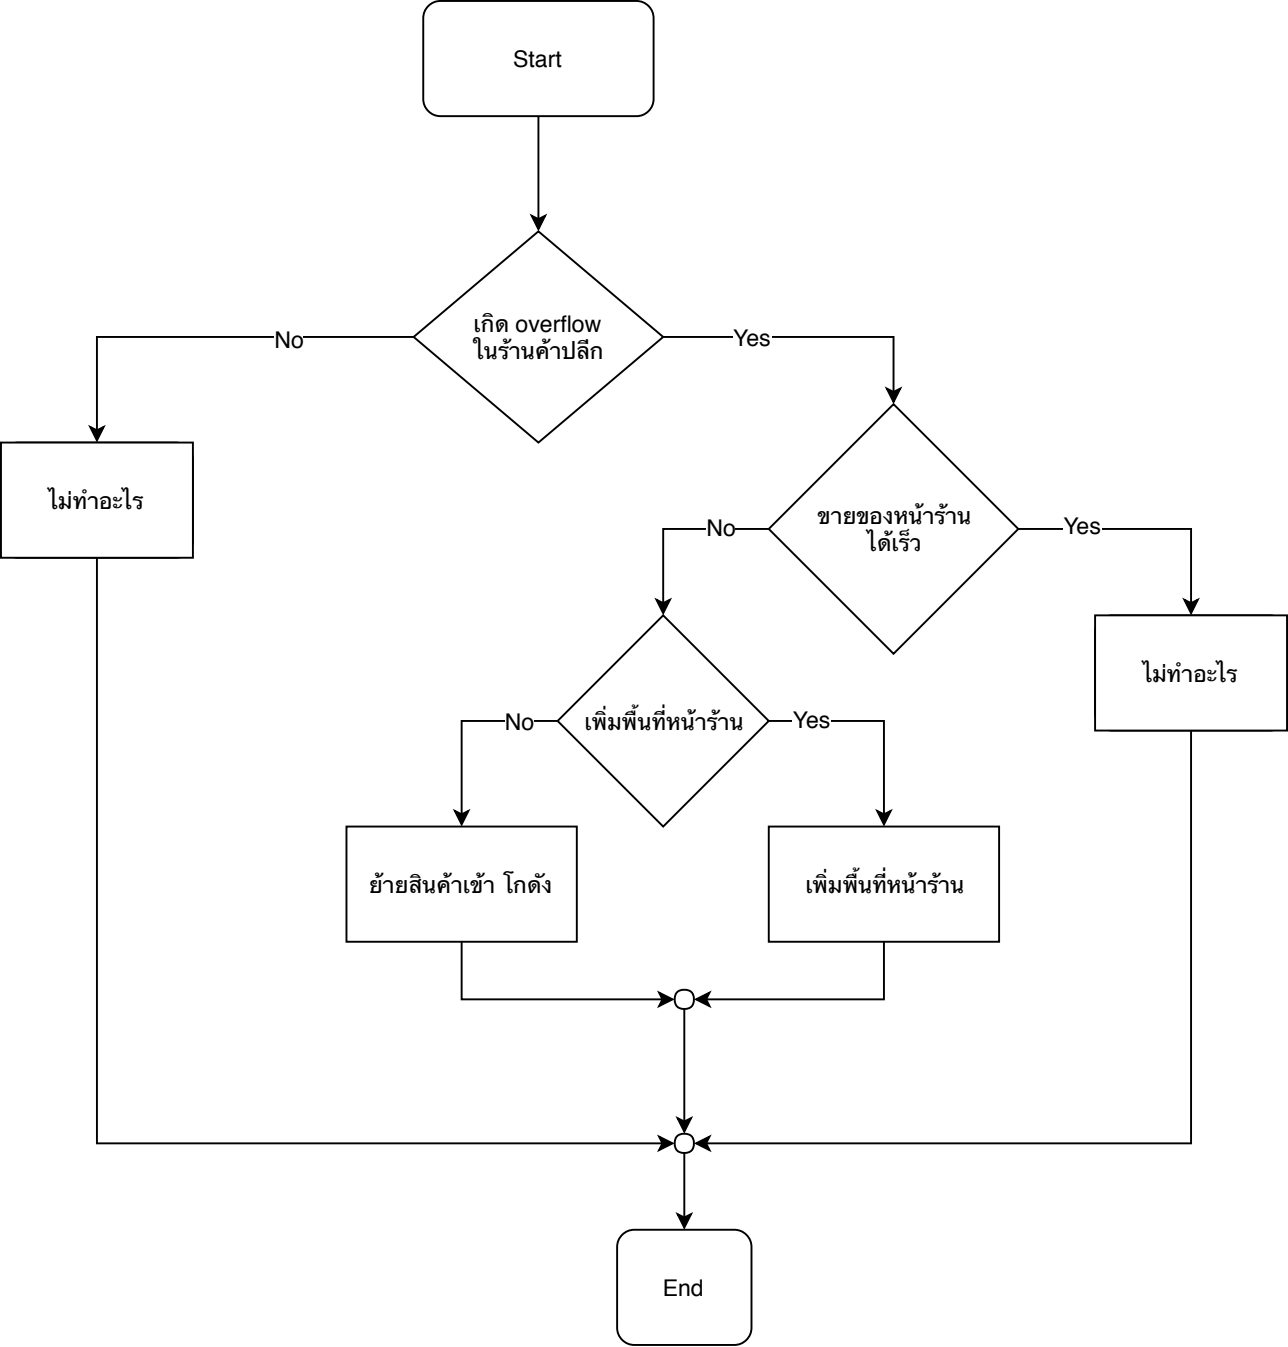 Start
เกิด overflow
ในร้านค้าปลีก
No
Yes
ไม่ทำอะไร
ขายของหน้าร้าน
ได้เร็ว
No
Yes
ไม่ทำอะไร
เพิ่มพื้นที่หน้าร้าน
No
Yes
ย้ายสินค้าเข้า โกดัง
เพิ่มพื้นที่หน้าร้าน
End